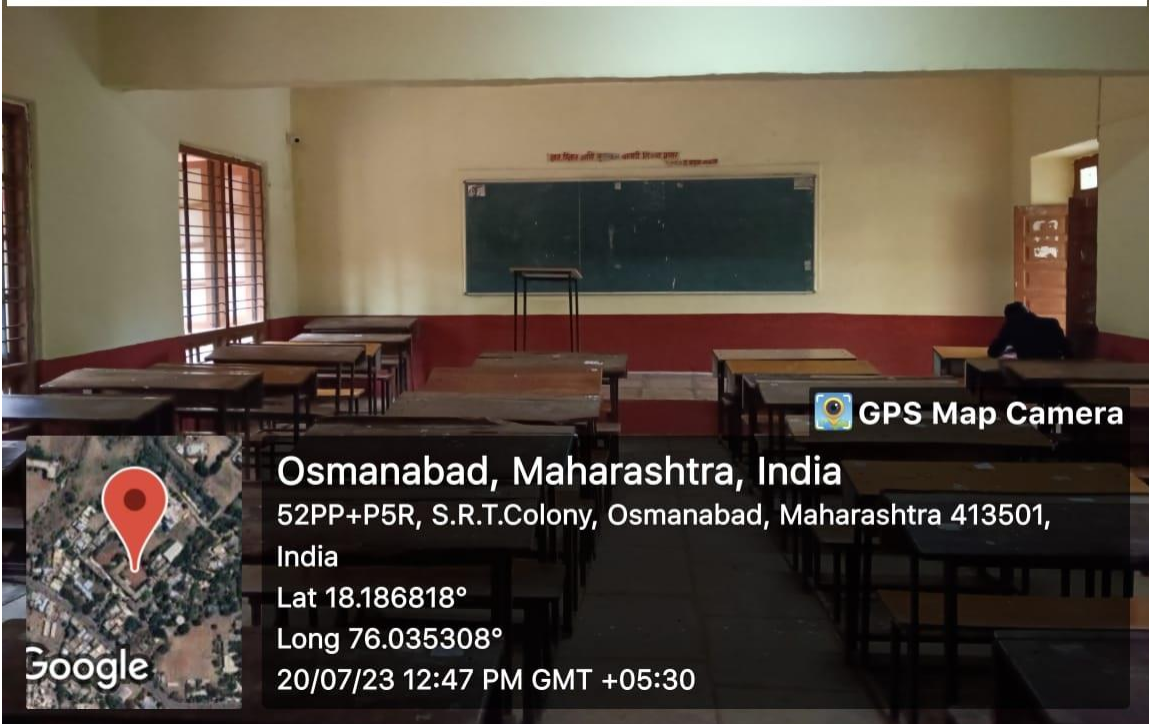 GPS Map Camera
Osmanabad, Maharashtra, India
52PP+P5R, S.R.T.Colony, Osmanabad, Maharashtra 413501,
India
Lat 18.186818°
Long 76.035308°
20/07/23 12:47 PM GMT +05:30
Google